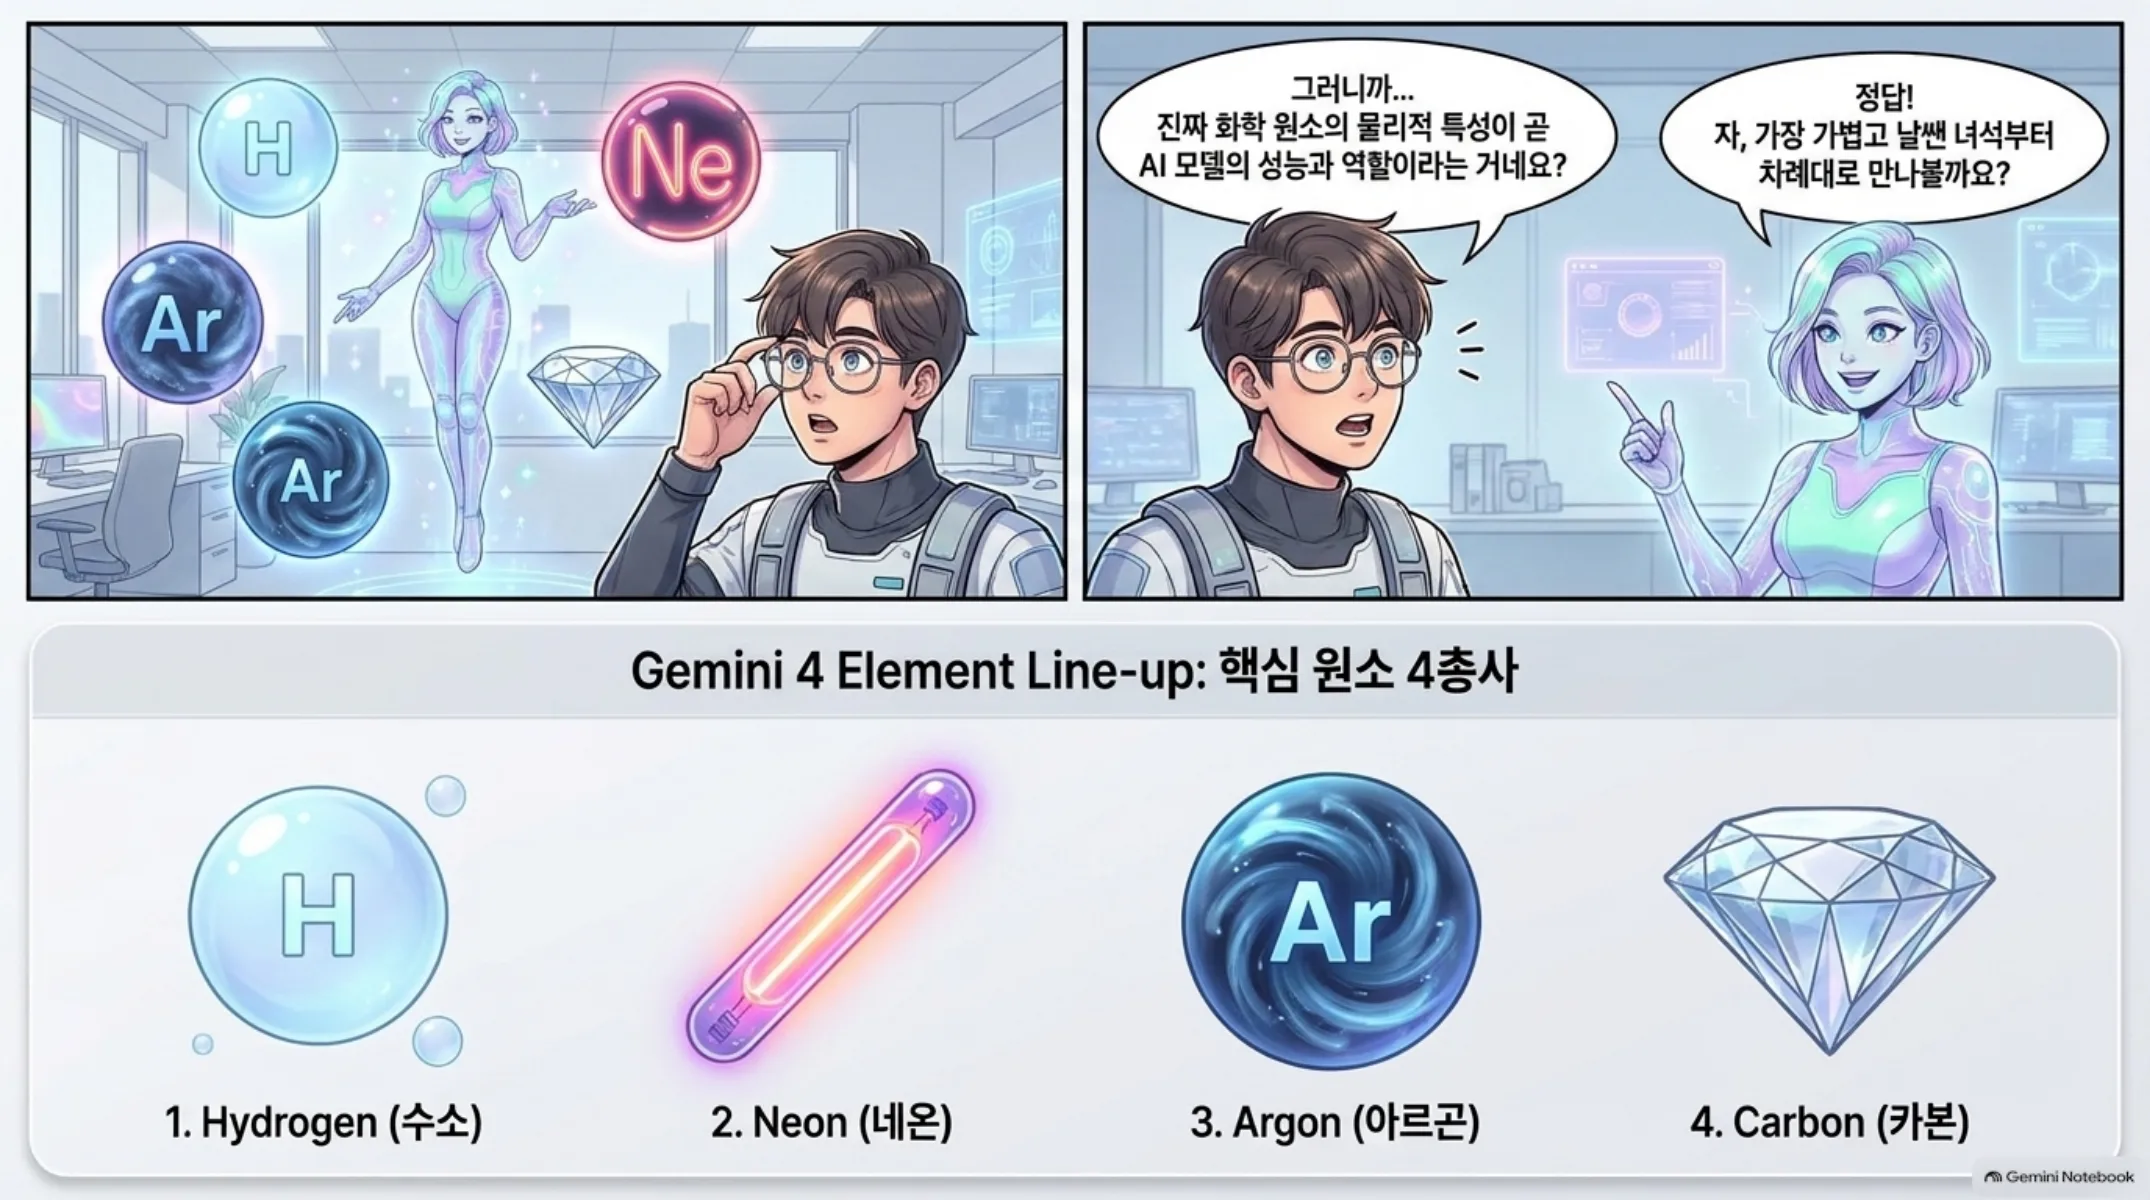 H
Ne
Ar
Ar
그러니까...
진짜 화학 원소의 물리적 특성이 곧
AI 모델의 성능과 역할이라는 거네요?
정답!
자, 가장 가볍고 날쌘 녀석부터
차례대로 만나볼까요?
Gemini 4 Element Line-up: 핵심 원소 4총사
H
Ar
1. Hydrogen (수소)
2. Neon (네온)
3. Argon (아르곤)
4. Carbon (카본)
Gemini Notebook